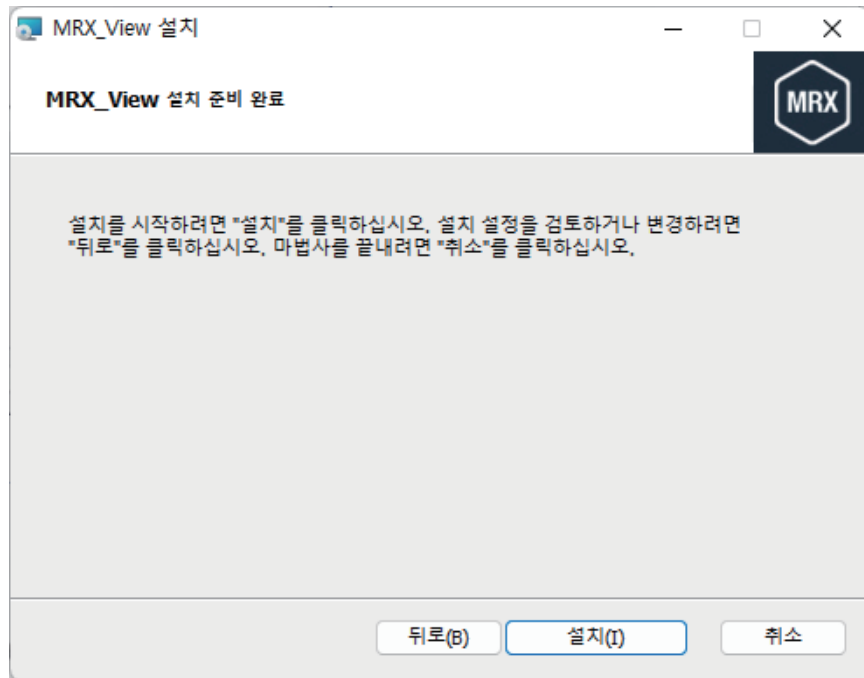 MRX_View 설치
MRX_View 설치 준비 완료
MRX
설치를 시작하려면 "설치"를 클릭하십시오. 설치 설정을 검토하거나 변경하려면
"뒤로"를 클릭하십시오. 마법사를 끝내려면 "취소"를 클릭하십시오.
뒤로(B)
설치(I)
취소